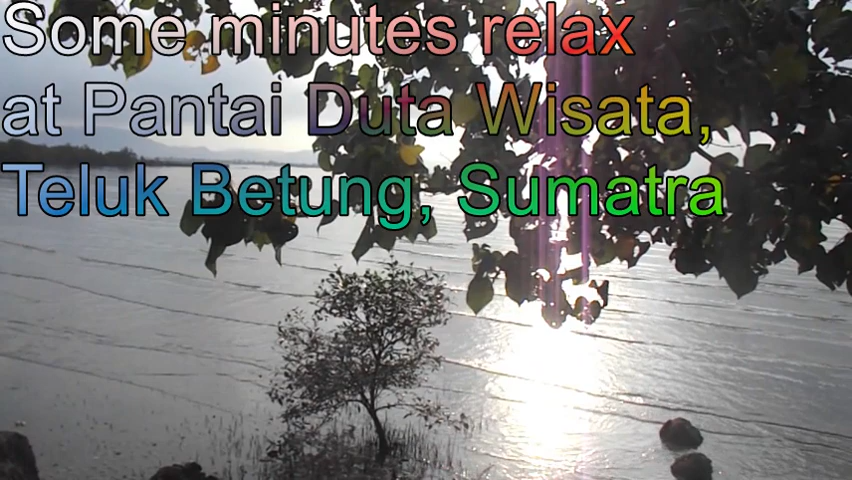 Some minutes relax
at Pantai Duta Wisata,
Teluk Betung, Sumatra